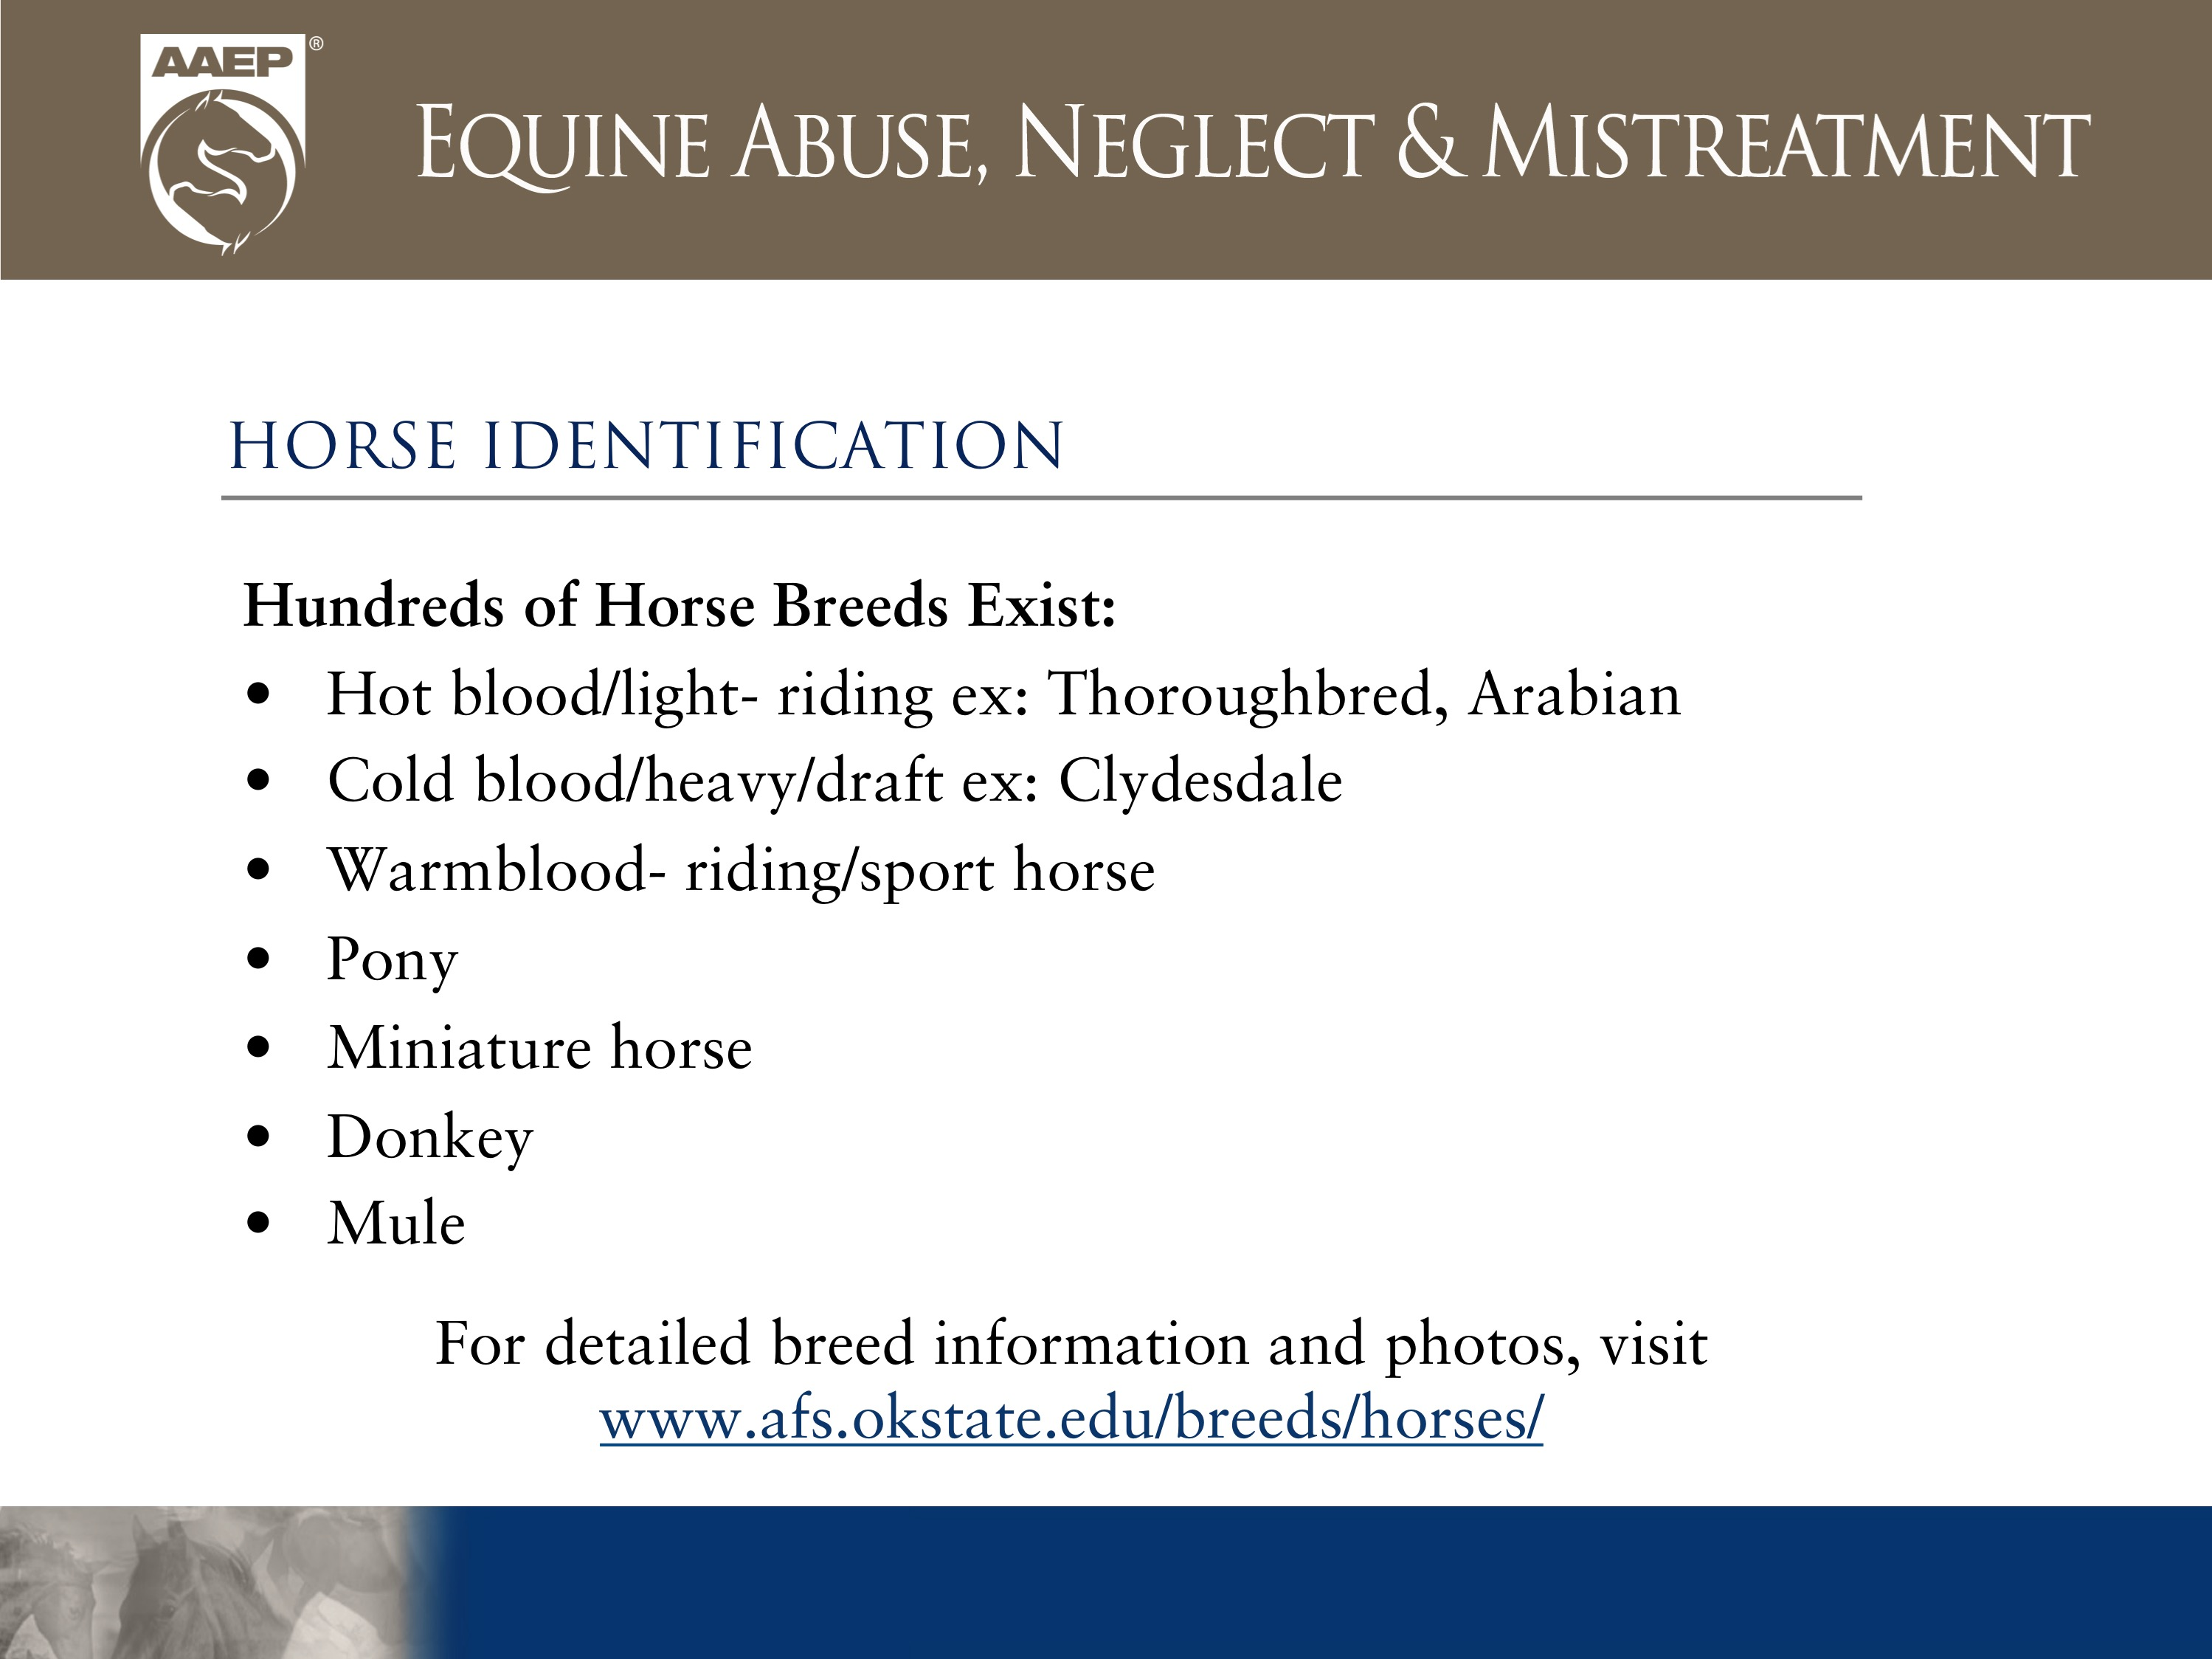 AAEP®
Equine Abuse, Neglect & Mistreatment
HORSE IDENTIFICATION
Hundreds of Horse Breeds Exist:
• Hot blood/light- riding ex: Thoroughbred, Arabian
• Cold blood/heavy/draft ex: Clydesdale
• Warmblood- riding/sport horse
• Pony
• Miniature horse
• Donkey
• Mule
For detailed breed information and photos, visit
www.afs.okstate.edu/breeds/horses/